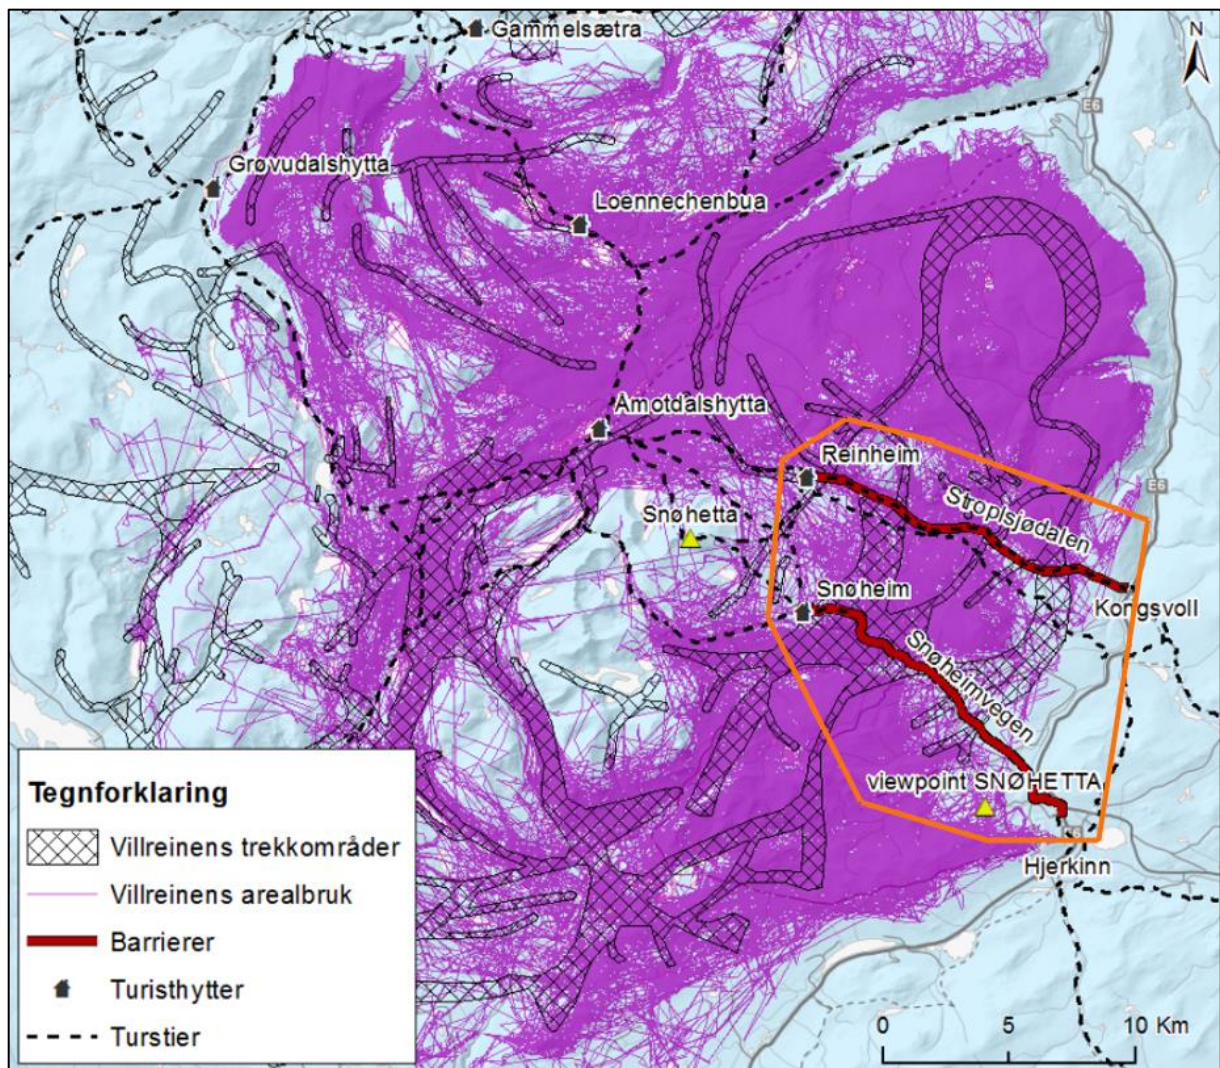 Gammelsætra
N
E6
Grøvudalshytta
Loennechenbua
Åmotdalshytta
Reinheim
E6
Stroplsjødalen
Snøhetta
Snøheim
Kongsvoll
Snøheimvegen
viewpoint SNØHETTA
Hjerkinn
Tegnforklaring
Villreinens trekkområder
Villreinens arealbruk
Barrierer
Turisthytter
Turstier
0 5 10 Km